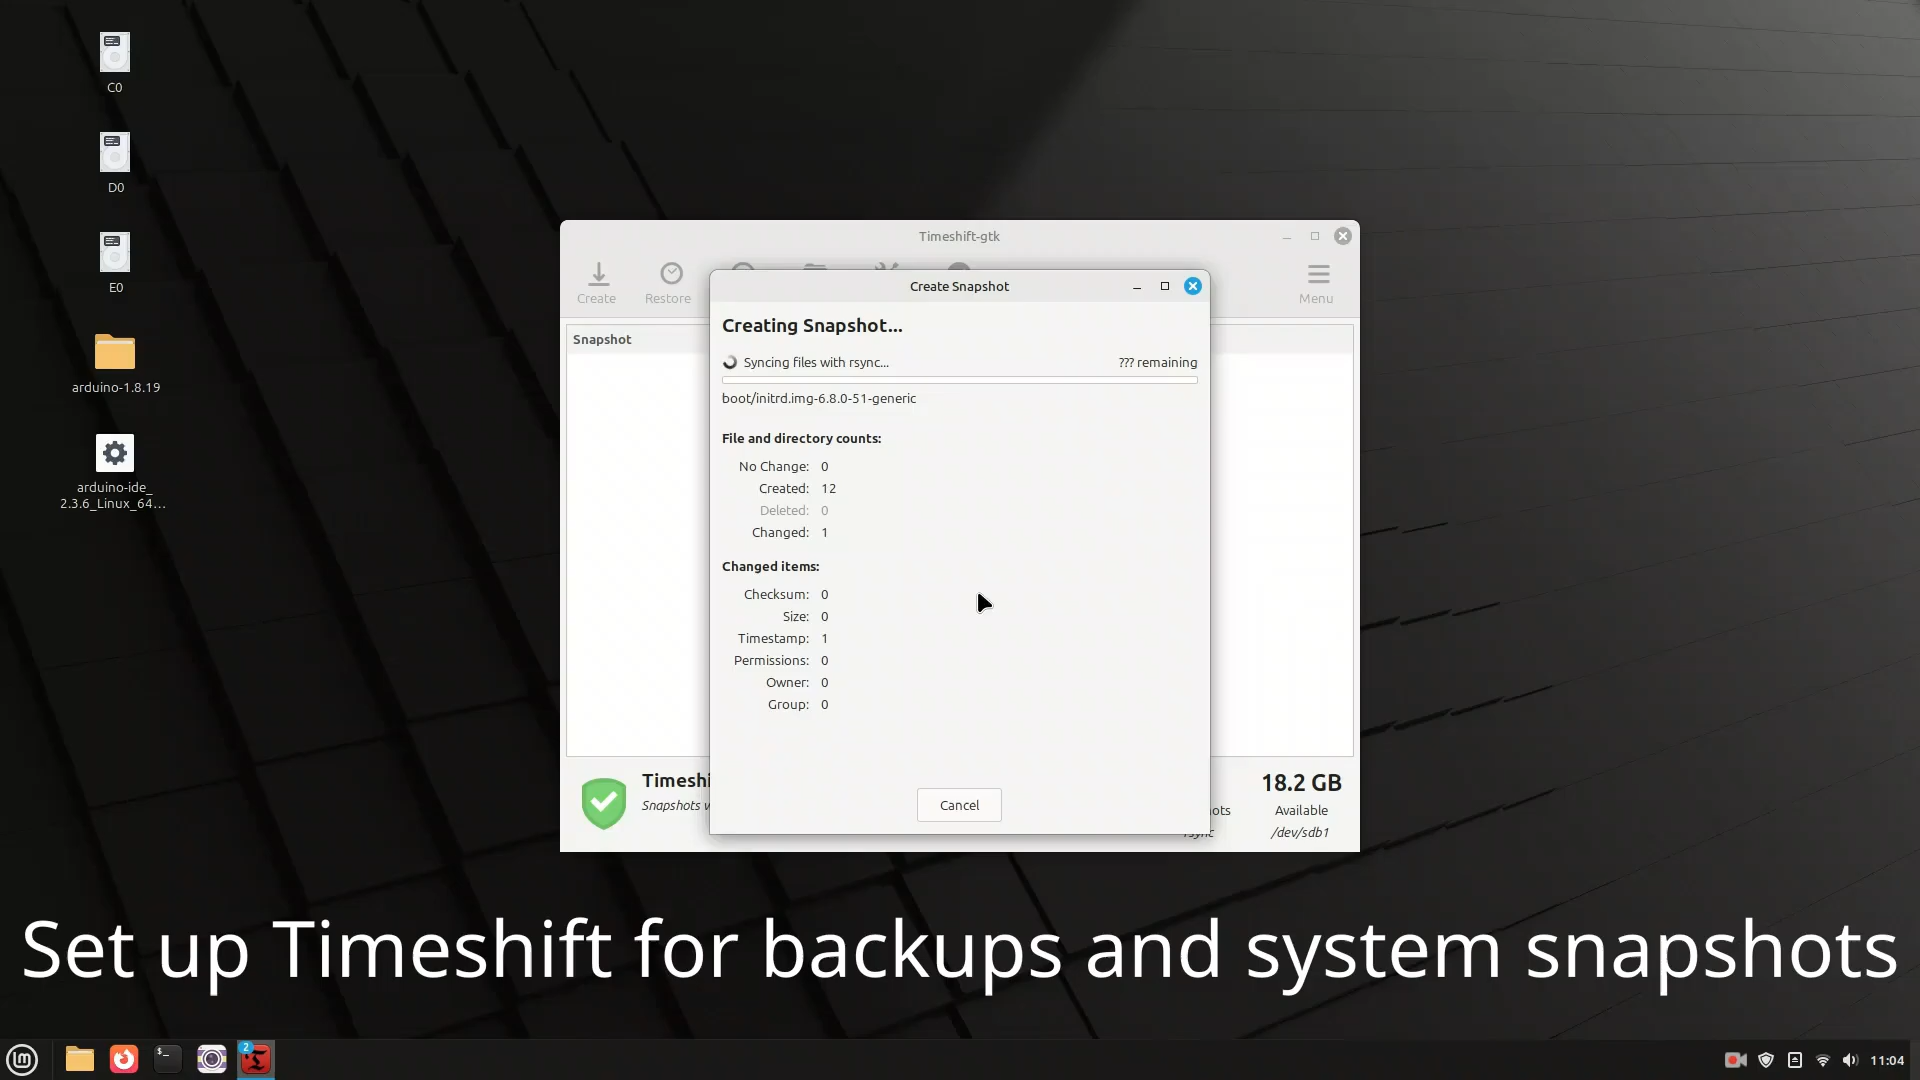 C0
D0
E0
arduino-1.8.19
arduino-ide_
2.3.6_Linux_64...
Timeshift-gtk
Create
Restore
Menu
Snapshot
Create Snapshot
Creating Snapshot...
Syncing files with rsync... ??? remaining
boot/initrd.img-6.8.0-51-generic
File and directory counts:
No Change: 0
Created: 12
Deleted: 0
Changed: 1
Changed items:
Checksum: 0
Size: 0
Timestamp: 1
Permissions: 0
Owner: 0
Group: 0
Cancel
Timeshi
Snapshots
18.2 GB
Available
/dev/sdb1
rsync
Set up Timeshift for backups and system snapshots
$_
2
11:04